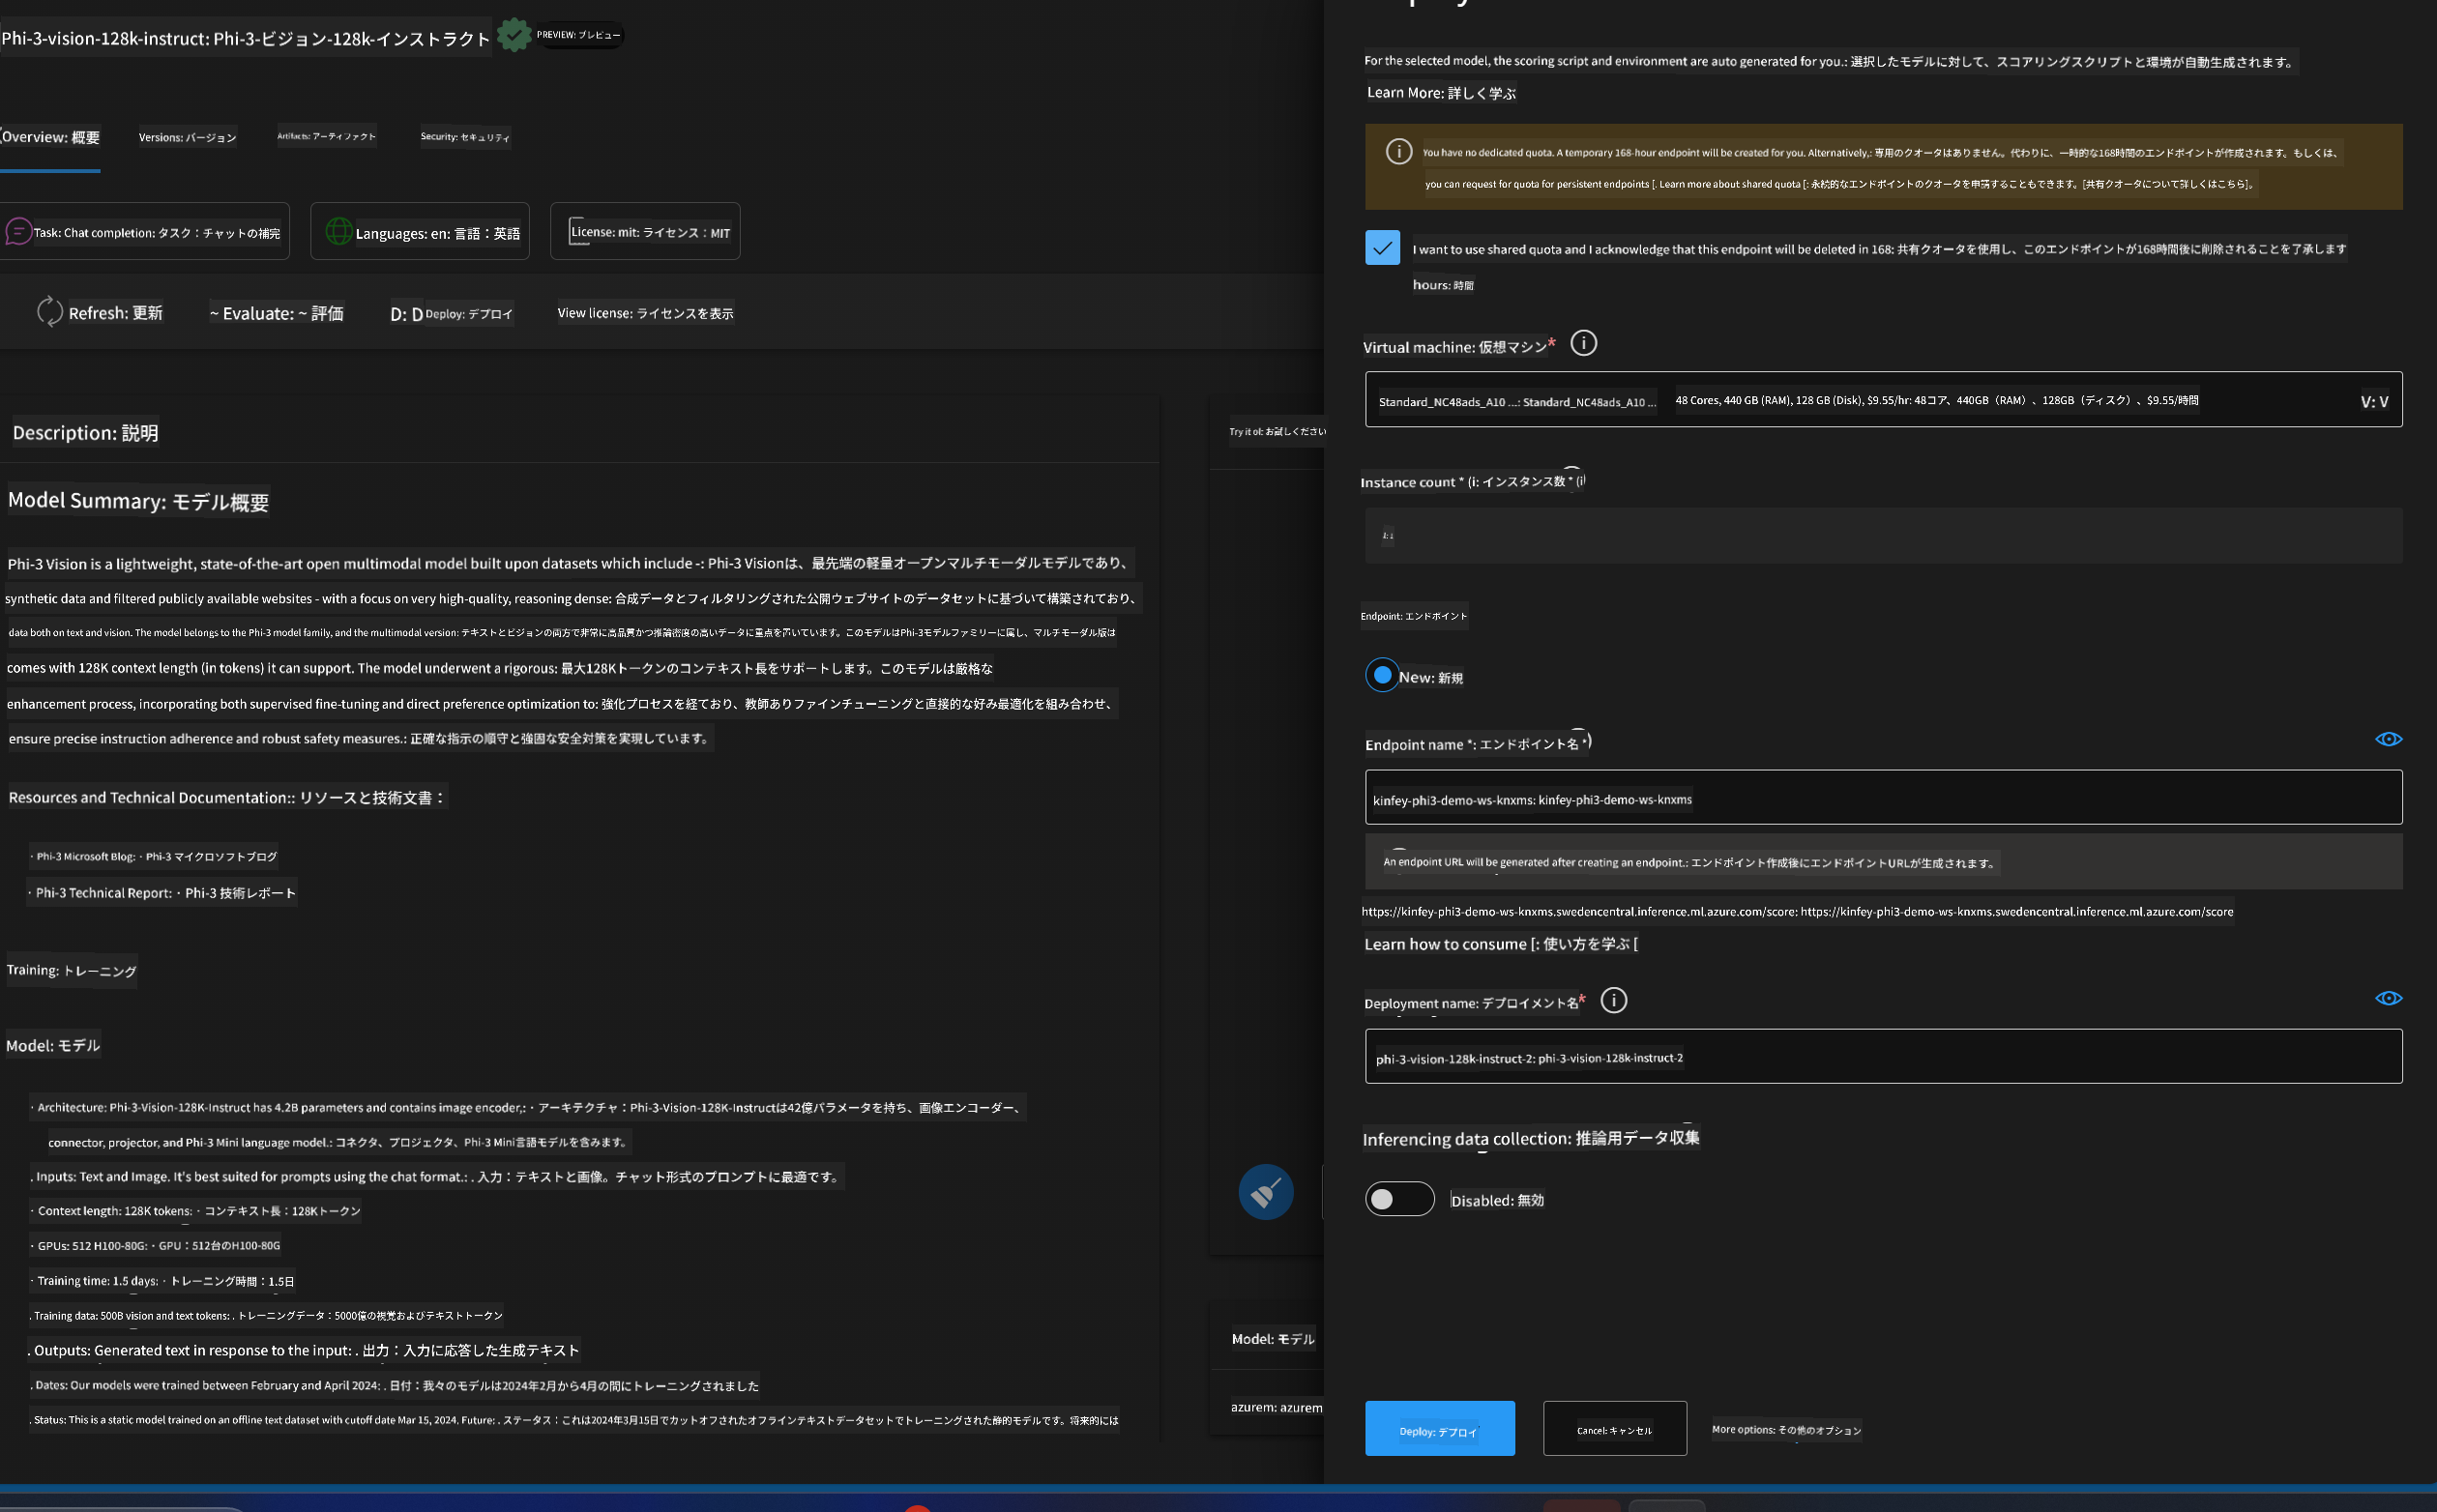 Phi-3-vision-128k-instruct: Phi-3-ビジョン-128k-インストラクト
PREVIEW: プレビュー
Overview: 概要
Versions: バージョン
Artifacts: アーティファクト
Security: セキュリティ
Task: Chat completion: タスク：チャットの補完
Languages: en: 言語：英語
License: mit: ライセンス：MIT
Refresh: 更新
~ Evaluate: ~ 評価
D: D
Deploy: デプロイ
View license: ライセンスを表示
Description: 説明
Model Summary: モデル概要
Phi-3 Vision is a lightweight, state-of-the-art open multimodal model built upon datasets which include -: Phi-3 Visionは、最先端の軽量オープンマルチモーダルモデルであり、
synthetic data and filtered publicly available websites - with a focus on very high-quality, reasoning dense: 合成データとフィルタリングされた公開ウェブサイトのデータセットに基づいて構築されており、
data both on text and vision. The model belongs to the Phi-3 model family, and the multimodal version: テキストとビジョンの両方で非常に高品質かつ推論密度の高いデータに重点を置いています。このモデルはPhi-3モデルファミリーに属し、マルチモーダル版は
comes with 128K context length (in tokens) it can support. The model underwent a rigorous: 最大128Kトークンのコンテキスト長をサポートします。このモデルは厳格な
enhancement process, incorporating both supervised fine-tuning and direct preference optimization to: 強化プロセスを経ており、教師ありファインチューニングと直接的な好み最適化を組み合わせ、
ensure precise instruction adherence and robust safety measures.: 正確な指示の順守と強固な安全対策を実現しています。
Resources and Technical Documentation:: リソースと技術文書：
· Phi-3 Microsoft Blog: · Phi-3 マイクロソフトブログ
· Phi-3 Technical Report: · Phi-3 技術レポート
Training: トレーニング
Model: モデル
· Architecture: Phi-3-Vision-128K-Instruct has 4.2B parameters and contains image encoder,: · アーキテクチャ：Phi-3-Vision-128K-Instructは42億パラメータを持ち、画像エンコーダー、
connector, projector, and Phi-3 Mini language model.: コネクタ、プロジェクタ、Phi-3 Mini言語モデルを含みます。
. Inputs: Text and Image. It's best suited for prompts using the chat format.: . 入力：テキストと画像。チャット形式のプロンプトに最適です。
· Context length: 128K tokens: · コンテキスト長：128Kトークン
· GPUs: 512 H100-80G: · GPU：512台のH100-80G
· Training time: 1.5 days: · トレーニング時間：1.5日
. Training data: 500B vision and text tokens: . トレーニングデータ：5000億の視覚およびテキストトークン
. Outputs: Generated text in response to the input: . 出力：入力に応答した生成テキスト
. Dates: Our models were trained between February and April 2024: . 日付：我々のモデルは2024年2月から4月の間にトレーニングされました
. Status: This is a static model trained on an offline text dataset with cutoff date Mar 15, 2024. Future: . ステータス：これは2024年3月15日でカットオフされたオフラインテキストデータセットでトレーニングされた静的モデルです。将来的には
Try it ol: お試しください
Model: モデル
azurem: azurem
For the selected model, the scoring script and environment are auto generated for you.: 選択したモデルに対して、スコアリングスクリプトと環境が自動生成されます。
Learn More: 詳しく学ぶ
You have no dedicated quota. A temporary 168-hour endpoint will be created for you. Alternatively,: 専用のクオータはありません。代わりに、一時的な168時間のエンドポイントが作成されます。もしくは、
you can request for quota for persistent endpoints [. Learn more about shared quota [: 永続的なエンドポイントのクオータを申請することもできます。[共有クオータについて詳しくはこちら]。
I want to use shared quota and I acknowledge that this endpoint will be deleted in 168: 共有クオータを使用し、このエンドポイントが168時間後に削除されることを了承します
hours: 時間
Virtual machine: 仮想マシン*
Standard_NC48ads_A10 ...: Standard_NC48ads_A10 ...
48 Cores, 440 GB (RAM), 128 GB (Disk), $9.55/hr: 48コア、440GB（RAM）、128GB（ディスク）、$9.55/時間
V: V
Instance count * (i: インスタンス数 * (i
Endpoint: エンドポイント
New: 新規
Endpoint name *: エンドポイント名 *
kinfey-phi3-demo-ws-knxms: kinfey-phi3-demo-ws-knxms
An endpoint URL will be generated after creating an endpoint.: エンドポイント作成後にエンドポイントURLが生成されます。
https://kinfey-phi3-demo-ws-knxms.swedencentral.inference.ml.azure.com/score: https://kinfey-phi3-demo-ws-knxms.swedencentral.inference.ml.azure.com/score
Learn how to consume [: 使い方を学ぶ [
Deployment name: デプロイメント名*
phi-3-vision-128k-instruct-2: phi-3-vision-128k-instruct-2
Inferencing data collection: 推論用データ収集
Disabled: 無効
Deploy: デプロイ
Cancel: キャンセル
More options: その他のオプション